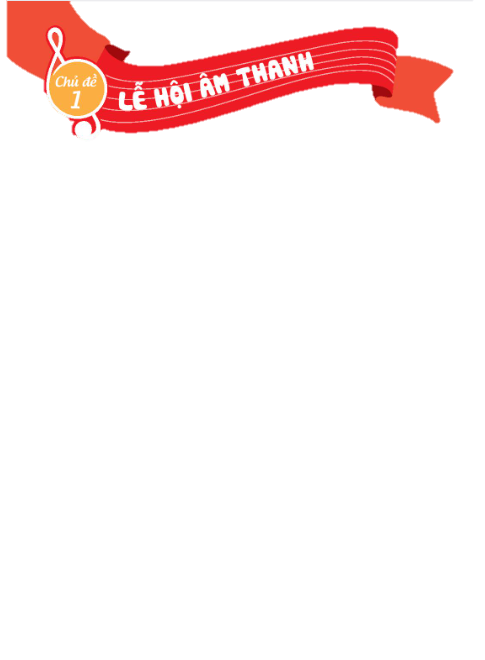 Chủ đề
1
LỄ HỘI ÂM THANH